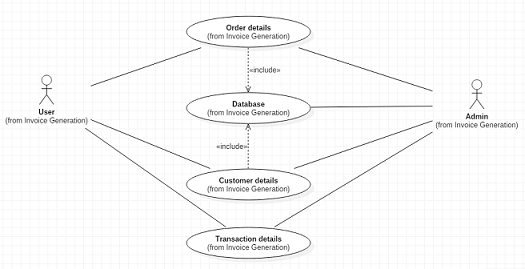 Order details
(from Invoice Generation)
«include»
Database
(from Invoice Generation)
User
(from Invoice Generation)
Admin
(from Invoice Generation)
«include»
Customer details
(from Invoice Generation)
Transaction details
(from Invoice Generation)